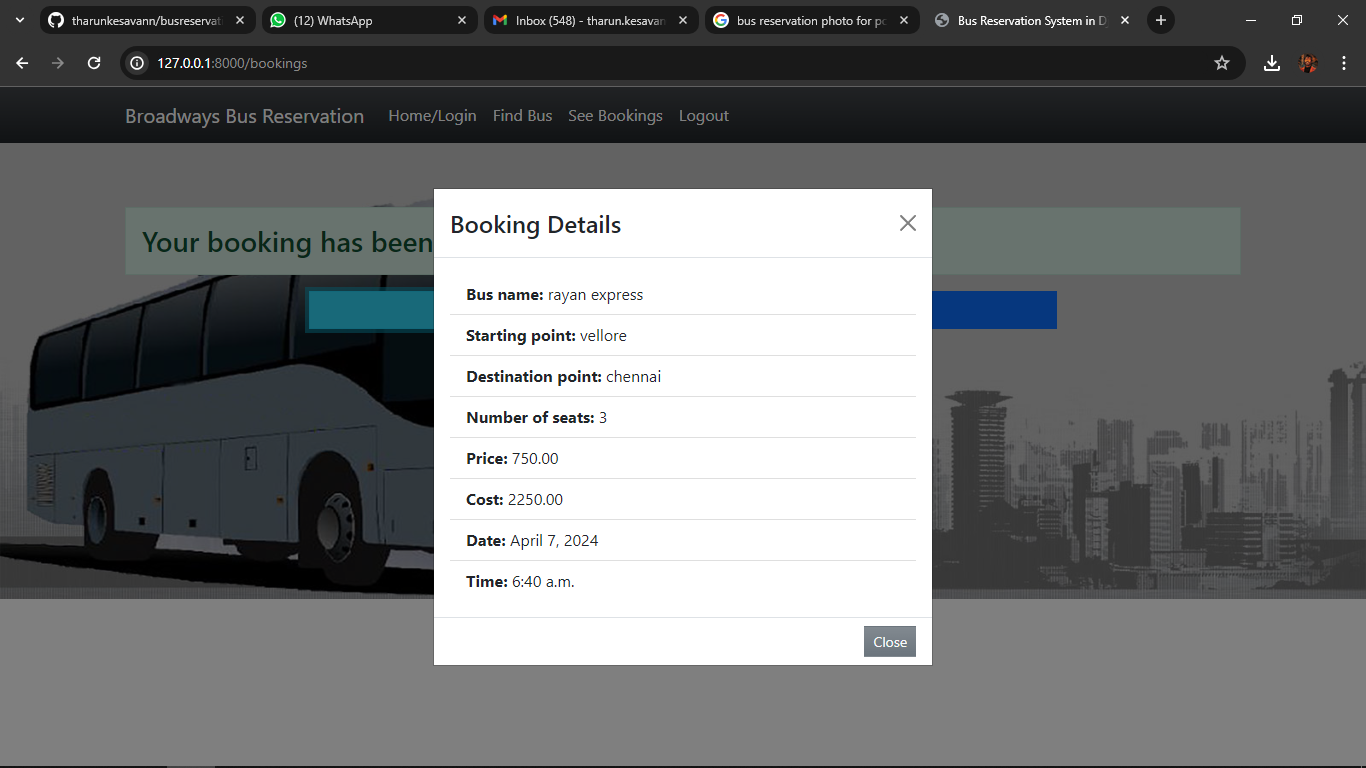 tharunkesavann/busreservat
(12) WhatsApp
Inbox (548) - tharun.kesavan
bus reservation photo for po
Bus Reservation System in D
127.0.0.1:8000/bookings
Broadways Bus Reservation
Home/Login
Find Bus
See Bookings
Logout
Your booking has been
Booking Details
Bus name: rayan express
Starting point: vellore
Destination point: chennai
Number of seats: 3
Price: 750.00
Cost: 2250.00
Date: April 7, 2024
Time: 6:40 a.m.
Close